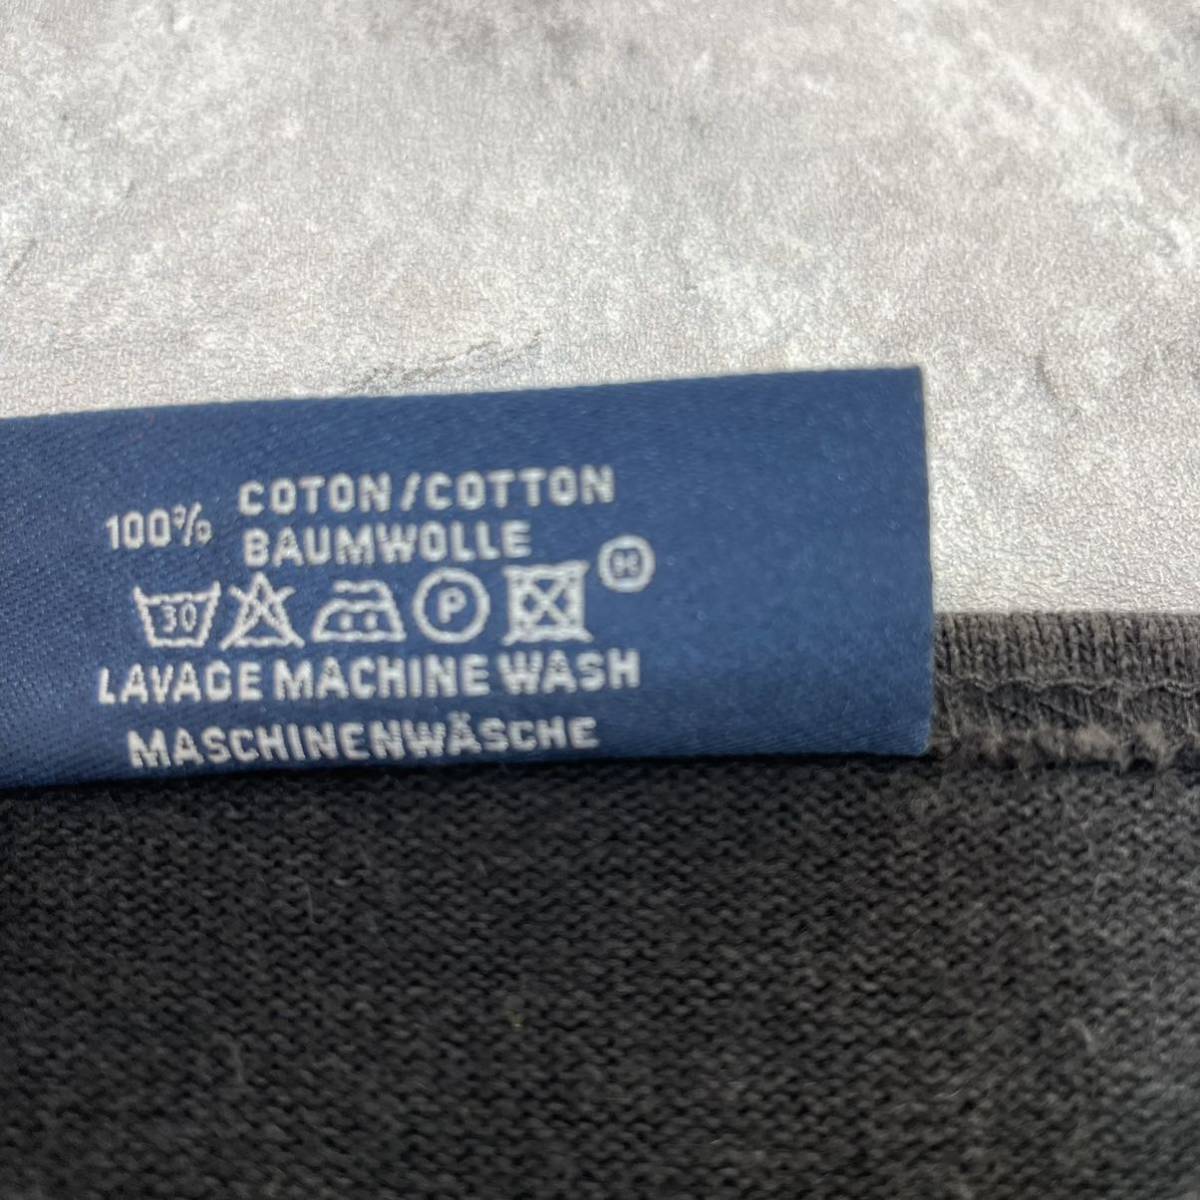 100% COTON/COTTON
BAUMWOLLE
30 P H
LAVAGE MACHINE WASH
MASCHINENWÄSCHE